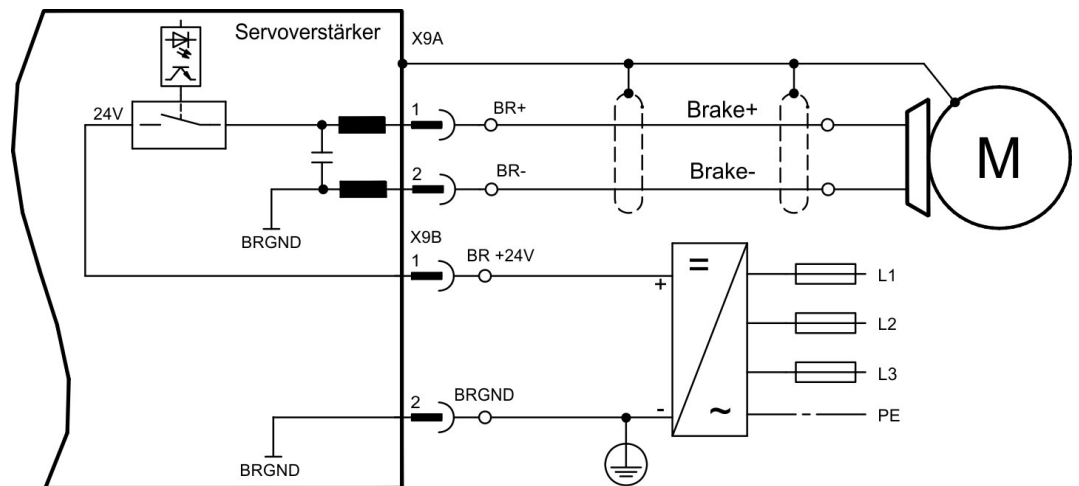 Servoverstärker
X9A
24V
1
BR+
Brake+
2
BR-
Brake-
M
BRGND
X9B
1
BR +24V
+
=
L1
L2
L3
2
BRGND
-
~
PE
BRGND